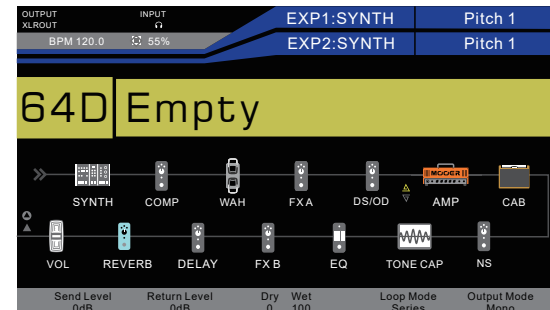 OUTPUT INPUT EXP1:SYNTH Pitch 1
XLROUT
BPM 120.0 55% EXP2:SYNTH Pitch 1
64D Empty
MOOER
SYNTH COMP WAH FX A DS/OD AMP CAB
VOL REVERB DELAY FX B EQ TONE CAP NS
Send Level Return Level Dry Wet Loop Mode Output Mode
0dB 0dB 0 100 Series Mono